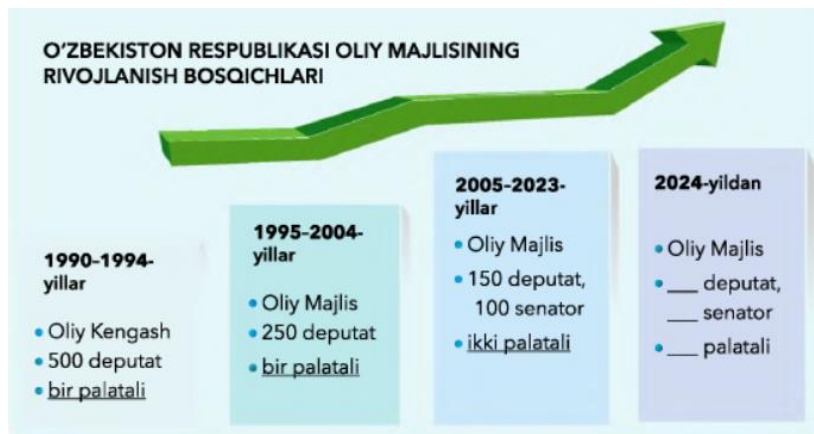 O'ZBEKISTON RESPUBLIKASI OLIY MAJLISINING
RIVOJLANISH BOSQICHLARI
1990–1994-
yillar
• Oliy Kengash
• 500 deputat
• bir palatali
1995–2004-
yillar
• Oliy Majlis
• 250 deputat
• bir palatali
2005–2023-
yillar
• Oliy Majlis
• 150 deputat,
100 senator
• ikki palatali
2024-yildan
• Oliy Majlis
• ___ deputat,
___ senator
• ___ palatali